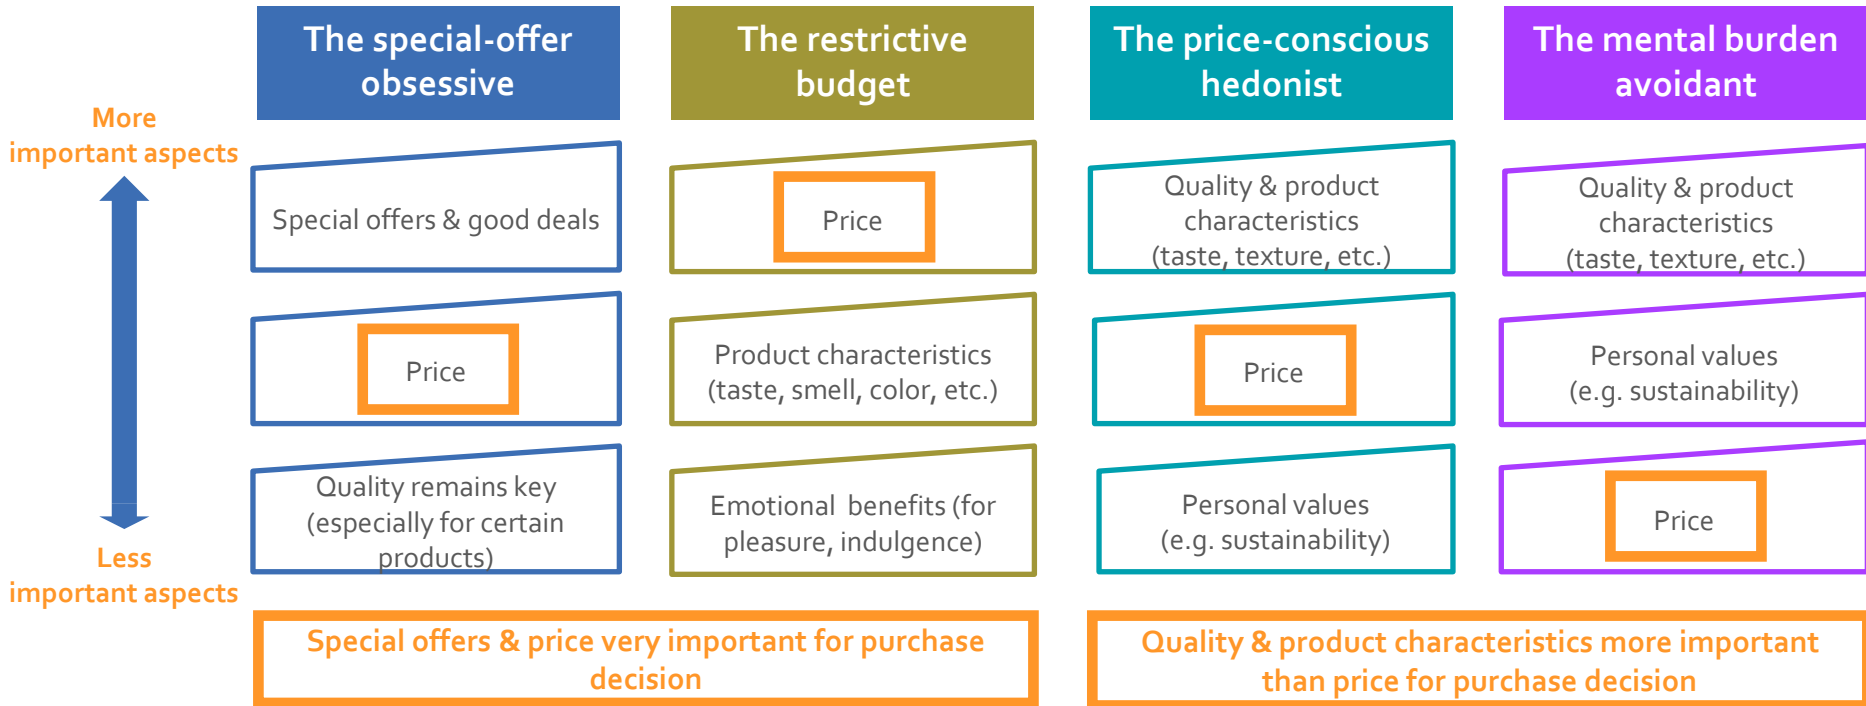 The special-offer
obsessive
The restrictive
budget
The price-conscious
hedonist
The mental burden
avoidant
More
important aspects
Special offers & good deals
Price
Quality & product
characteristics
(taste, texture, etc.)
Quality & product
characteristics
(taste, texture, etc.)
Price
Product characteristics
(taste, smell, color, etc.)
Price
Personal values
(e.g. sustainability)
Quality remains key
(especially for certain
products)
Emotional benefits (for
pleasure, indulgence)
Personal values
(e.g. sustainability)
Price
Less
important aspects
Special offers & price very important for purchase
decision
Quality & product characteristics more important
than price for purchase decision